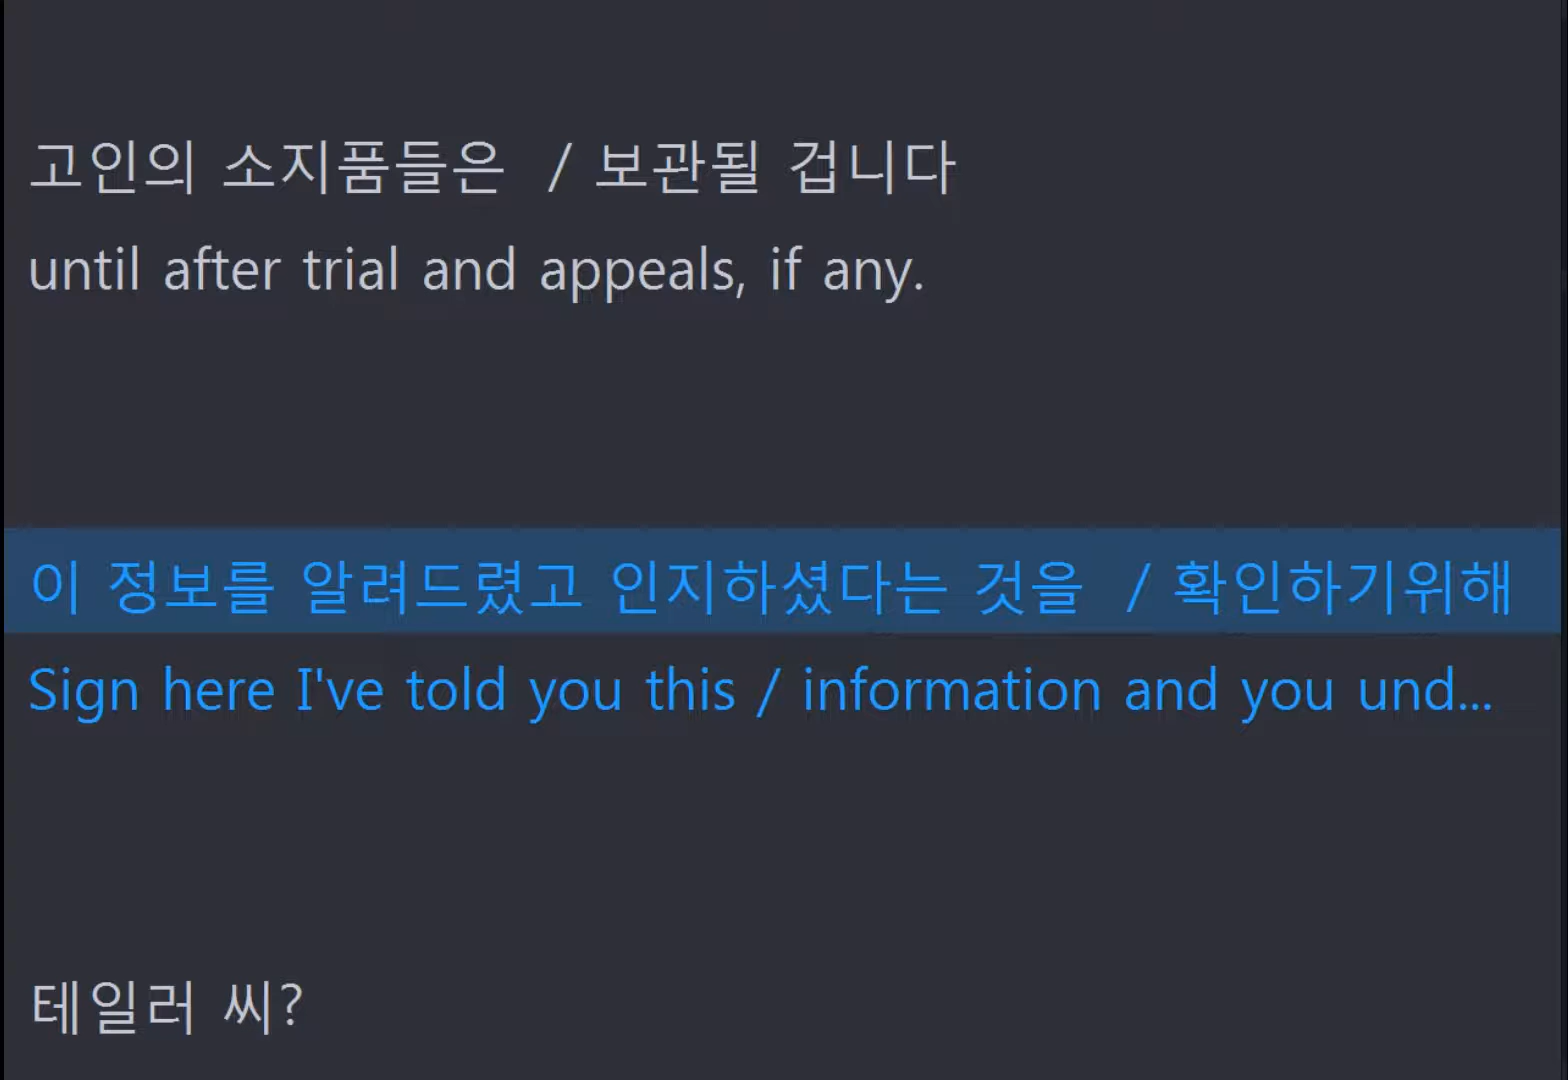 고인의 소지품들은 / 보관될 겁니다
until after trial and appeals, if any.
이 정보를 알려드렸고 인지하셨다는 것을 / 확인하기위해
Sign here I've told you this / information and you und...
테일러 씨?